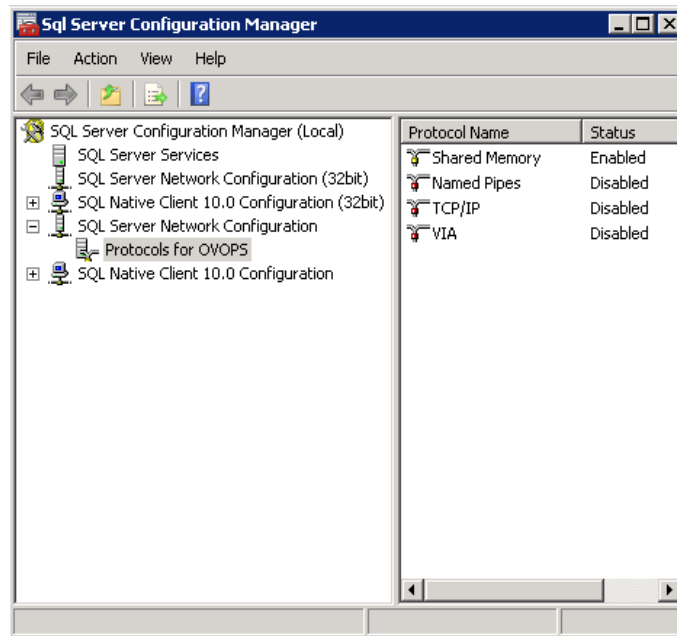 Sql Server Configuration Manager
File Action View Help
SQL Server Configuration Manager (Local)
SQL Server Services
SQL Server Network Configuration (32bit)
SQL Native Client 10.0 Configuration (32bit)
SQL Server Network Configuration
Protocols for OVOPS
SQL Native Client 10.0 Configuration
Protocol Name Status
Shared Memory Enabled
Named Pipes Disabled
TCP/IP Disabled
VIA Disabled